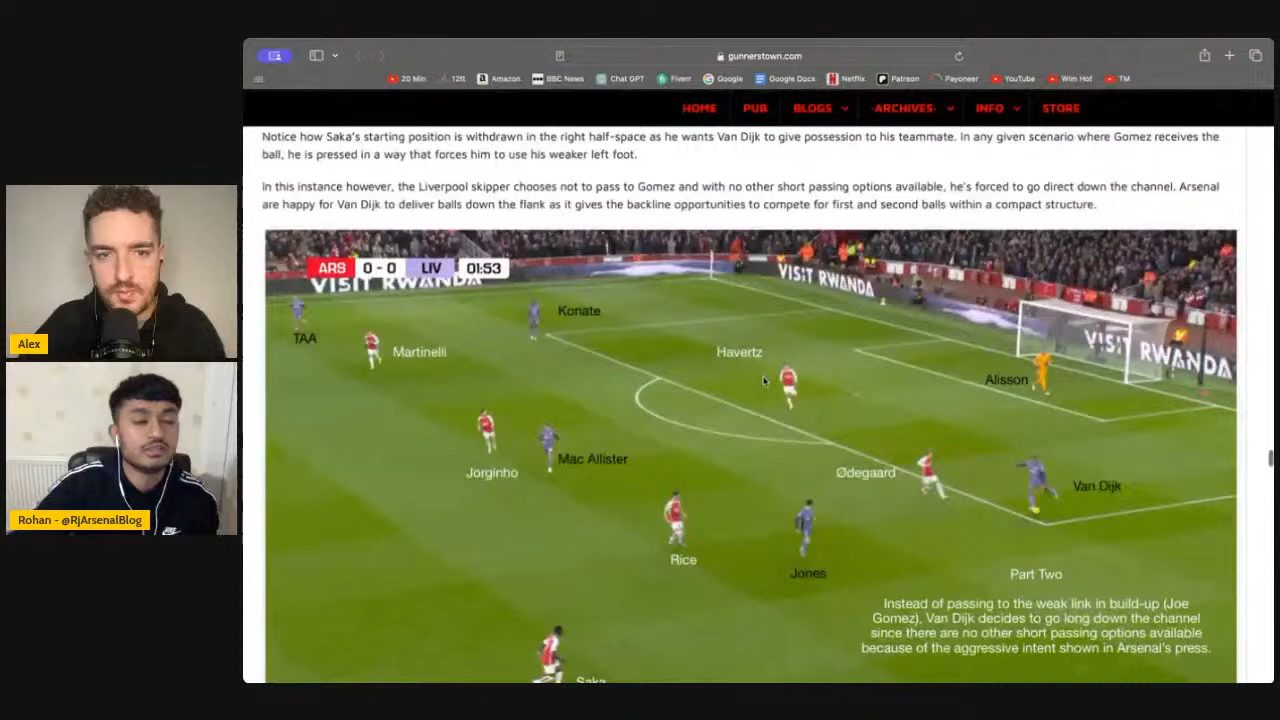 gunnerstown.com
20 Min
12ft
Amazon
BBC News
Chat GPT
Fiverr
Google
Google Docs
Netflix
Patreon
Payoneer
YouTube
Wim Hof
TM
HOME
PUB
BLOGS
-ARCHIVES-
INFO
STORE
Notice how Saka's starting position is withdrawn in the right half-space as he wants Van Dijk to give possession to his teammate. In any given scenario where Gomez receives the
ball, he is pressed in a way that forces him to use his weaker left foot.
In this instance however, the Liverpool skipper chooses not to pass to Gomez and with no other short passing options available, he's forced to go direct down the channel. Arsenal
are happy for Van Dijk to deliver balls down the flank as it gives the backline opportunities to compete for first and second balls within a compact structure.
ARS 0 - 0 LIV 01:53
VISIT RWANDA
VISIT RWANDA
VISIT RWANDA
Konate
TAA
Martinelli
Havertz
Alisson
Mac Allister
Jorginho
Ødegaard
Van Dijk
Rice
Jones
Part Two
Instead of passing to the weak link in build-up (Joe
Gomez), Van Dijk decides to go long down the channel
since there are no other short passing options available
because of the aggressive intent shown in Arsenal's press.
Saka
Alex
Rohan - @RjArsenalBlog